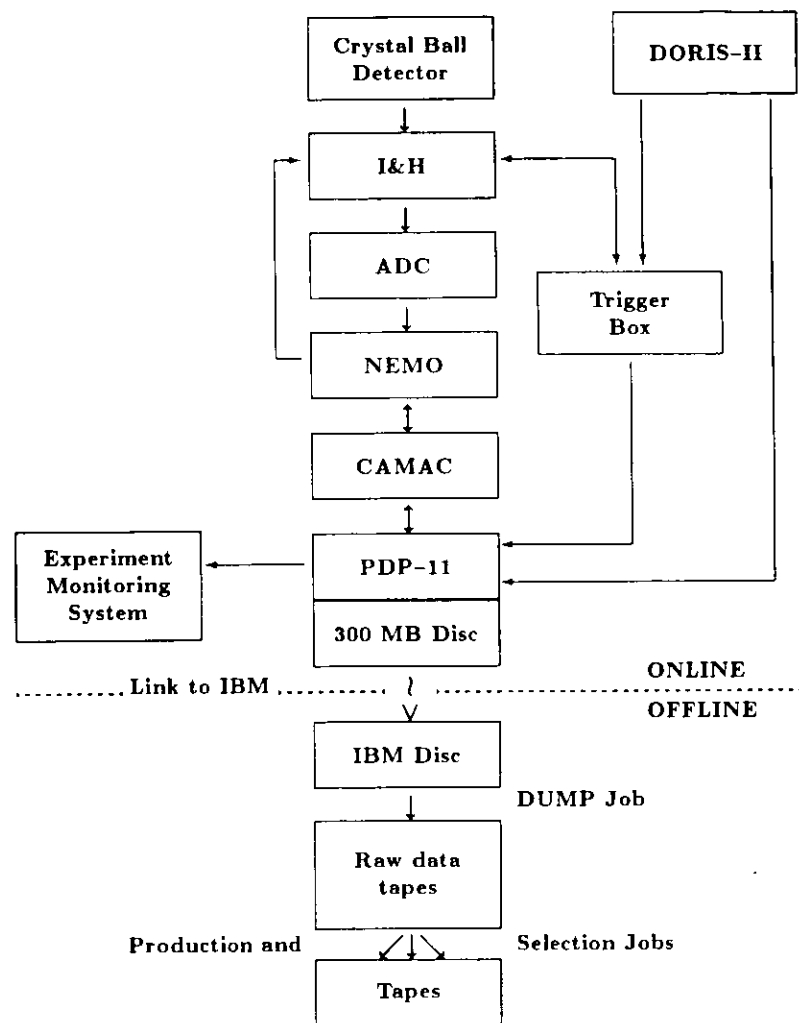 Crystal Ball
Detector
DORIS-II
I&H
ADC
Trigger
Box
NEMO
CAMAC
Experiment
Monitoring
System
PDP-11
300 MB Disc
ONLINE
Link to IBM
OFFLINE
IBM Disc
DUMP Job
Raw data
tapes
Production and
Selection Jobs
Tapes